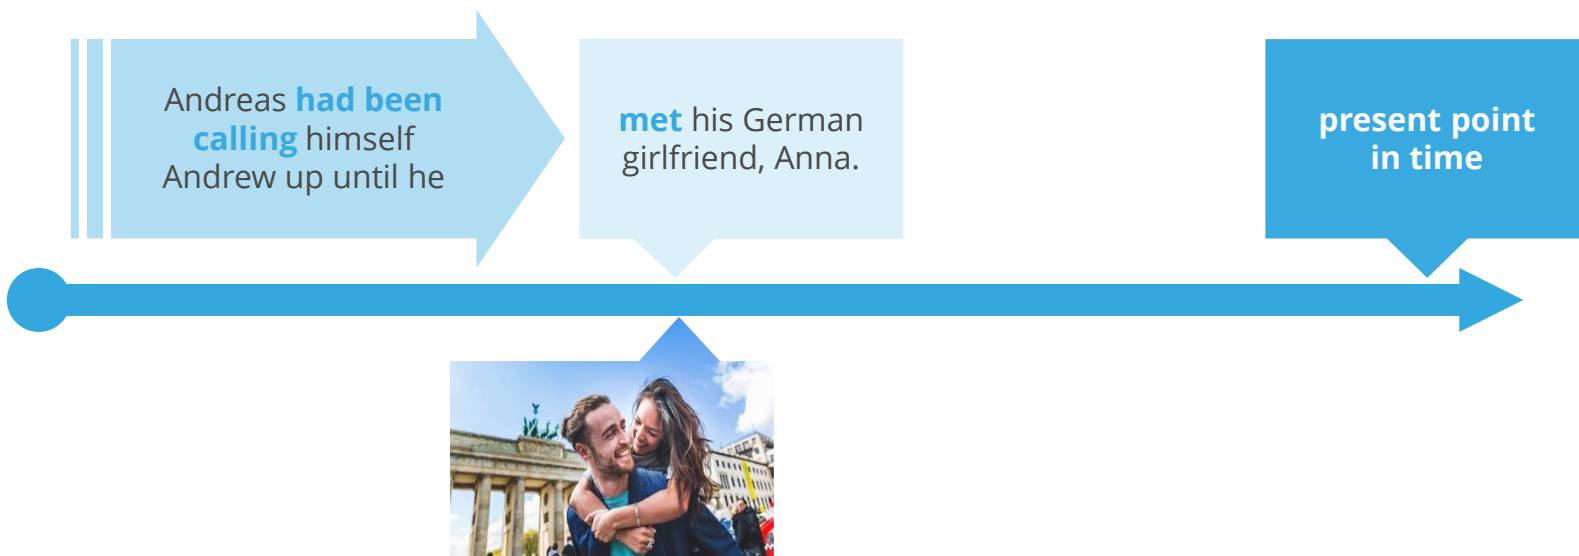 Andreas had been
calling himself
Andrew up until he
met his German
girlfriend, Anna.
present point
in time